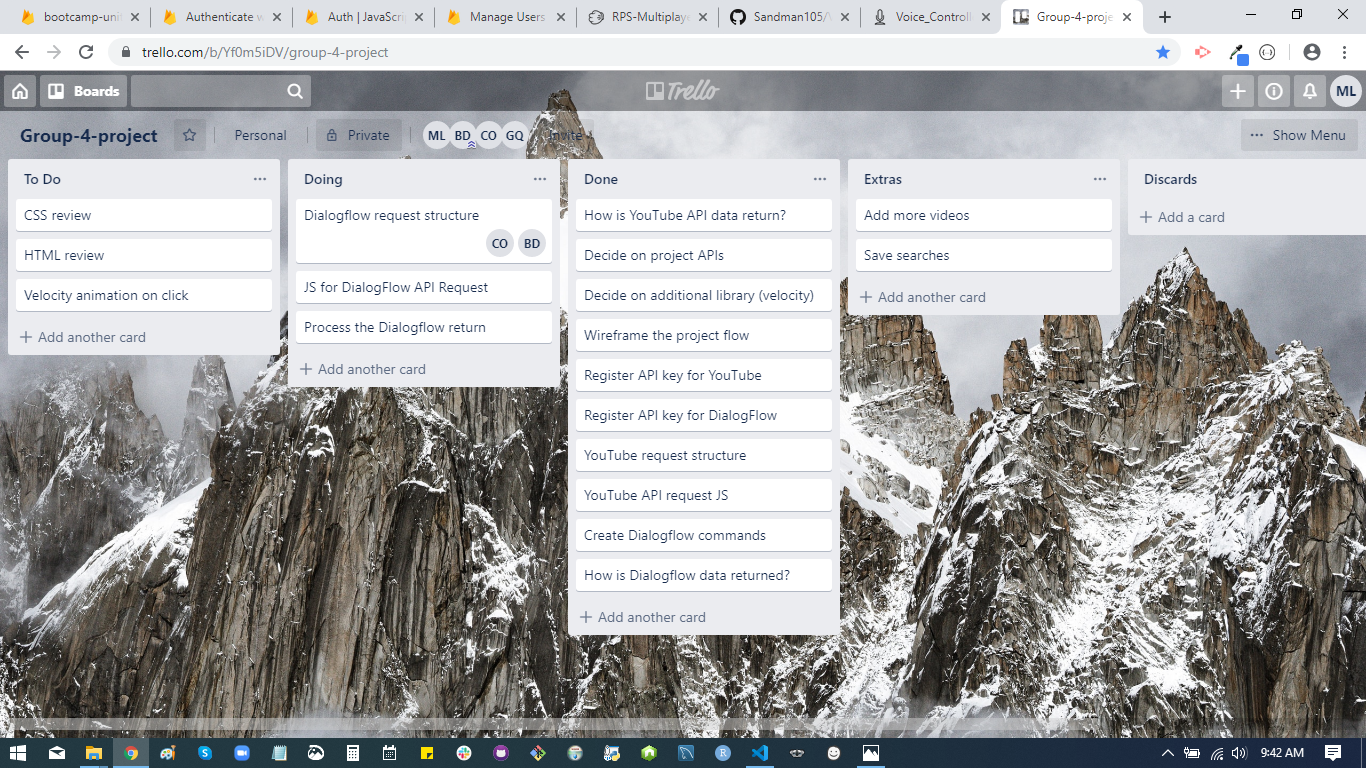 bootcamp-unit
Authenticate w
Auth | JavaScrip
Manage Users
RPS-Multiplaye
Sandman105/V
Voice_Controll
Group-4-proje
trello.com/b/Yf0m5iDV/group-4-project
Boards
Trello
ML
Group-4-project
Personal
Private
ML BD CO GQ
Invite
Show Menu
To Do
CSS review
HTML review
Velocity animation on click
Add another card
Doing
Dialogflow request structure
CO BD
JS for DialogFlow API Request
Process the Dialogflow return
Add another card
Done
How is YouTube API data return?
Decide on project APIs
Decide on additional library (velocity)
Wireframe the project flow
Register API key for YouTube
Register API key for DialogFlow
YouTube request structure
YouTube API request JS
Create Dialogflow commands
How is Dialogflow data returned?
Add another card
Extras
Add more videos
Save searches
Add another card
Discards
Add a card
9:42 AM